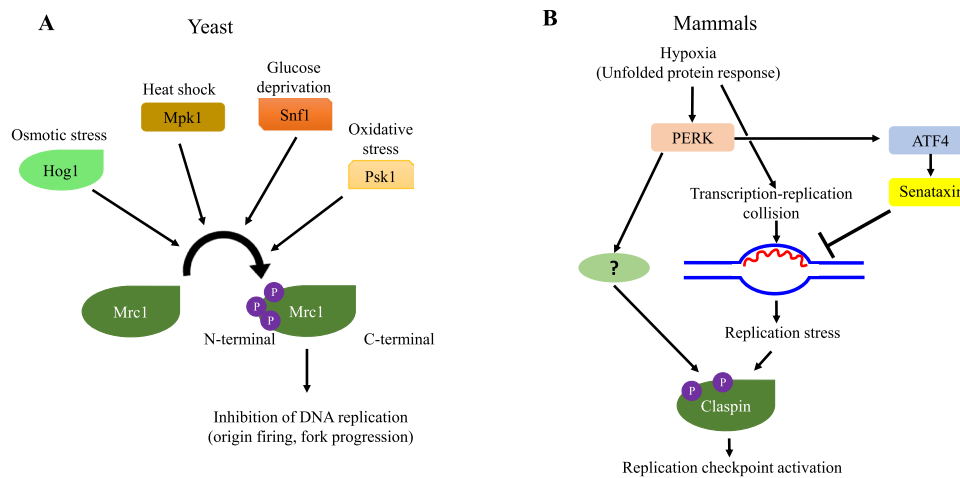 A
Yeast
Glucose
deprivation
Heat shock
Snf1
Mpk1
Osmotic stress
Oxidative
stress
Hog1
Psk1
Mrc1
P
P
P
Mrc1
N-terminal
C-terminal
Inhibition of DNA replication
(origin firing, fork progression)
B
Mammals
Hypoxia
(Unfolded protein response)
PERK
ATF4
Senataxin
Transcription-replication
collision
?
Replication stress
P
P
Claspin
Replication checkpoint activation